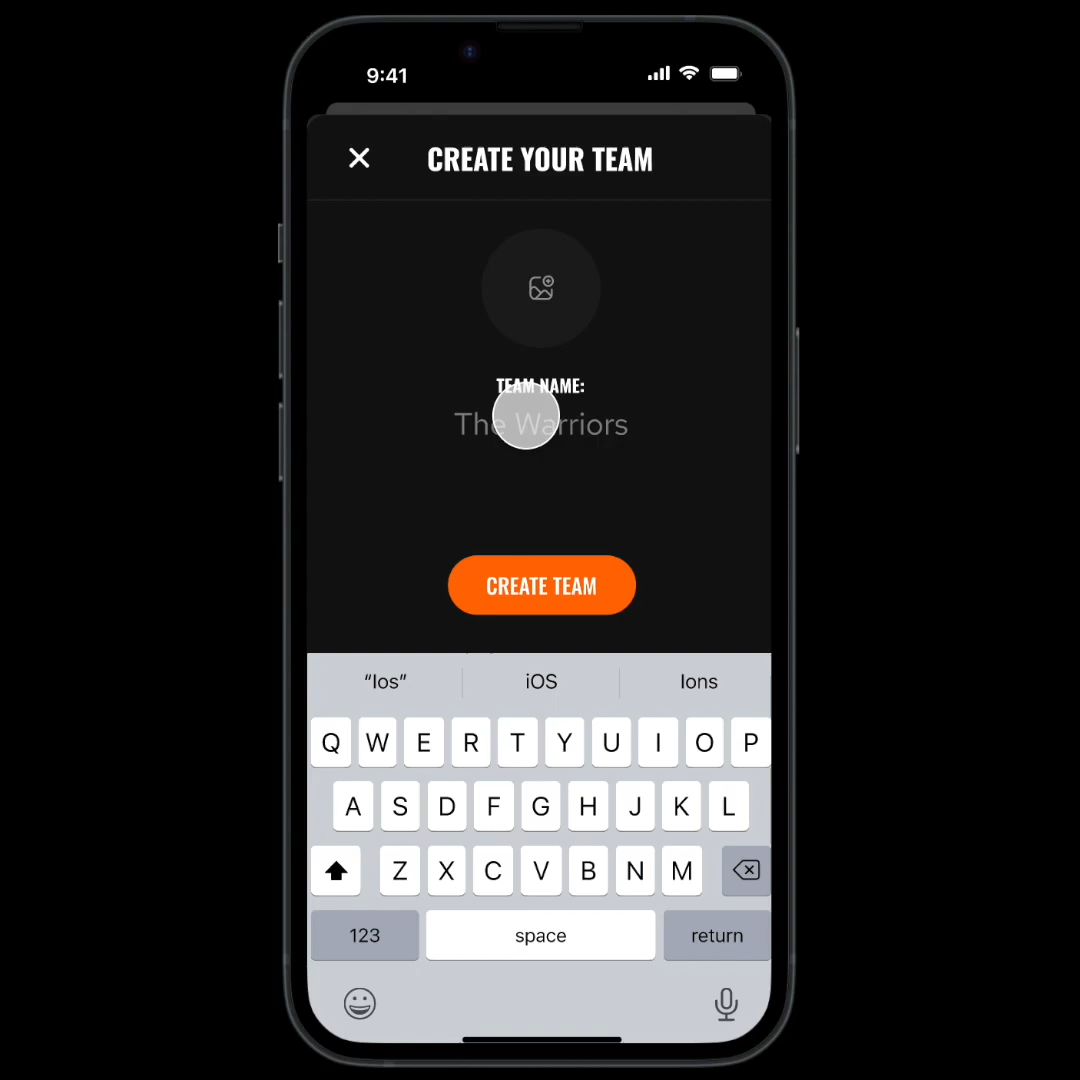 9:41
CREATE YOUR TEAM
TEAM NAME:
The Warriors
CREATE TEAM
“Ios” iOS Ions
Q W E R T Y U I O P
A S D F G H J K L
Z X C V B N M
123 space return